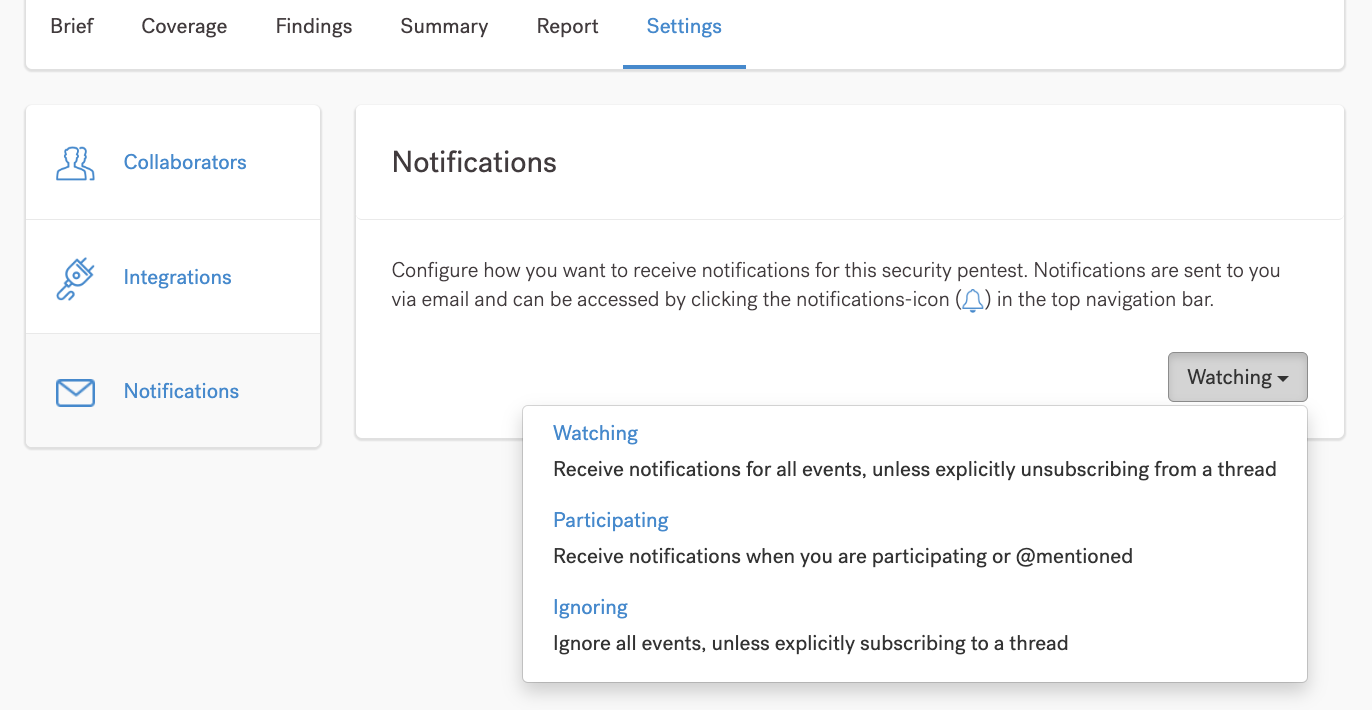 Brief Coverage Findings Summary Report Settings
Collaborators
Integrations
Notifications
Notifications
Configure how you want to receive notifications for this security pentest. Notifications are sent to you
via email and can be accessed by clicking the notifications-icon () in the top navigation bar.
Watching
Watching
Receive notifications for all events, unless explicitly unsubscribing from a thread
Participating
Receive notifications when you are participating or @mentioned
Ignoring
Ignore all events, unless explicitly subscribing to a thread